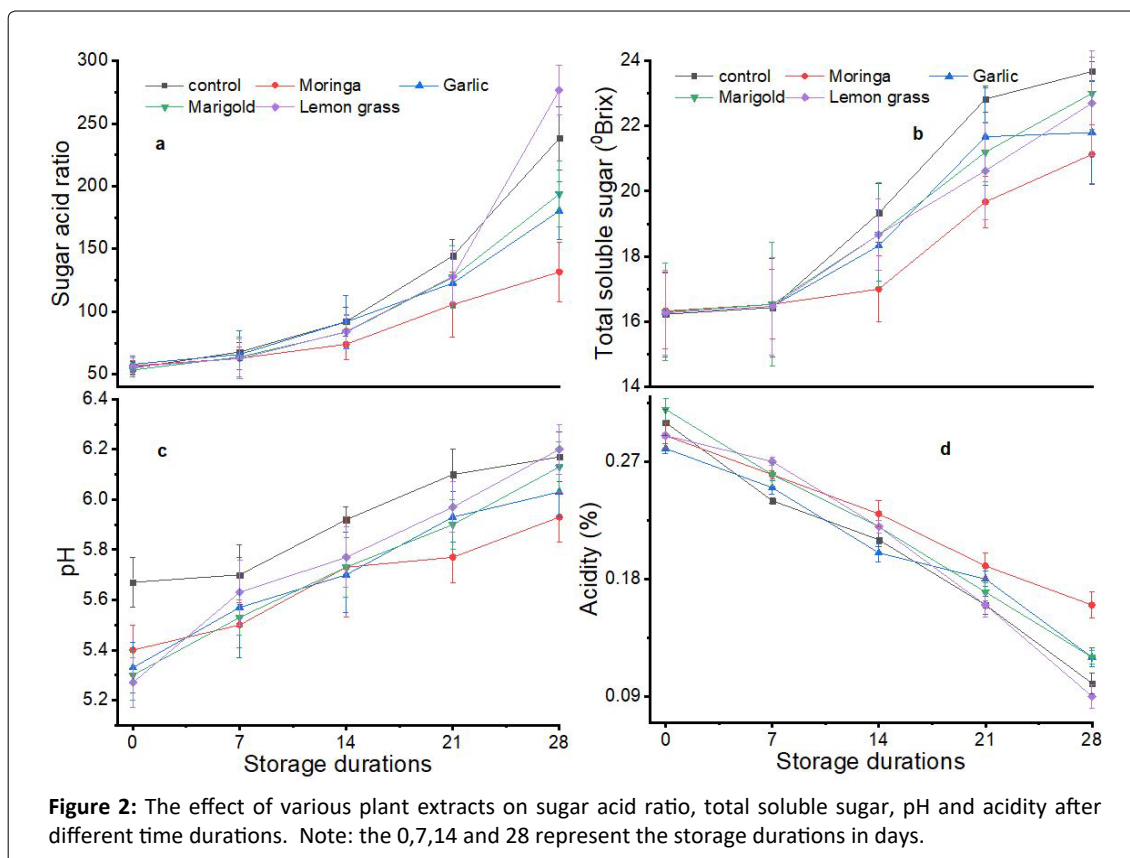 300
250
200
150
100
50
Sugar acid ratio
control
Moringa
Garlic
Marigold
Lemon grass
a
24
22
20
18
16
14
Total soluble sugar (⁰Brix)
control
Moringa
Garlic
Marigold
Lemon grass
b
6.4
6.2
6.0
5.8
5.6
5.4
5.2
pH
c
0 7 14 21 28
Storage durations
0.27
0.18
0.09
Acidity (%)
d
0 7 14 21 28
Storage durations
Figure 2: The effect of various plant extracts on sugar acid ratio, total soluble sugar, pH and acidity after
different time durations. Note: the 0,7,14 and 28 represent the storage durations in days.